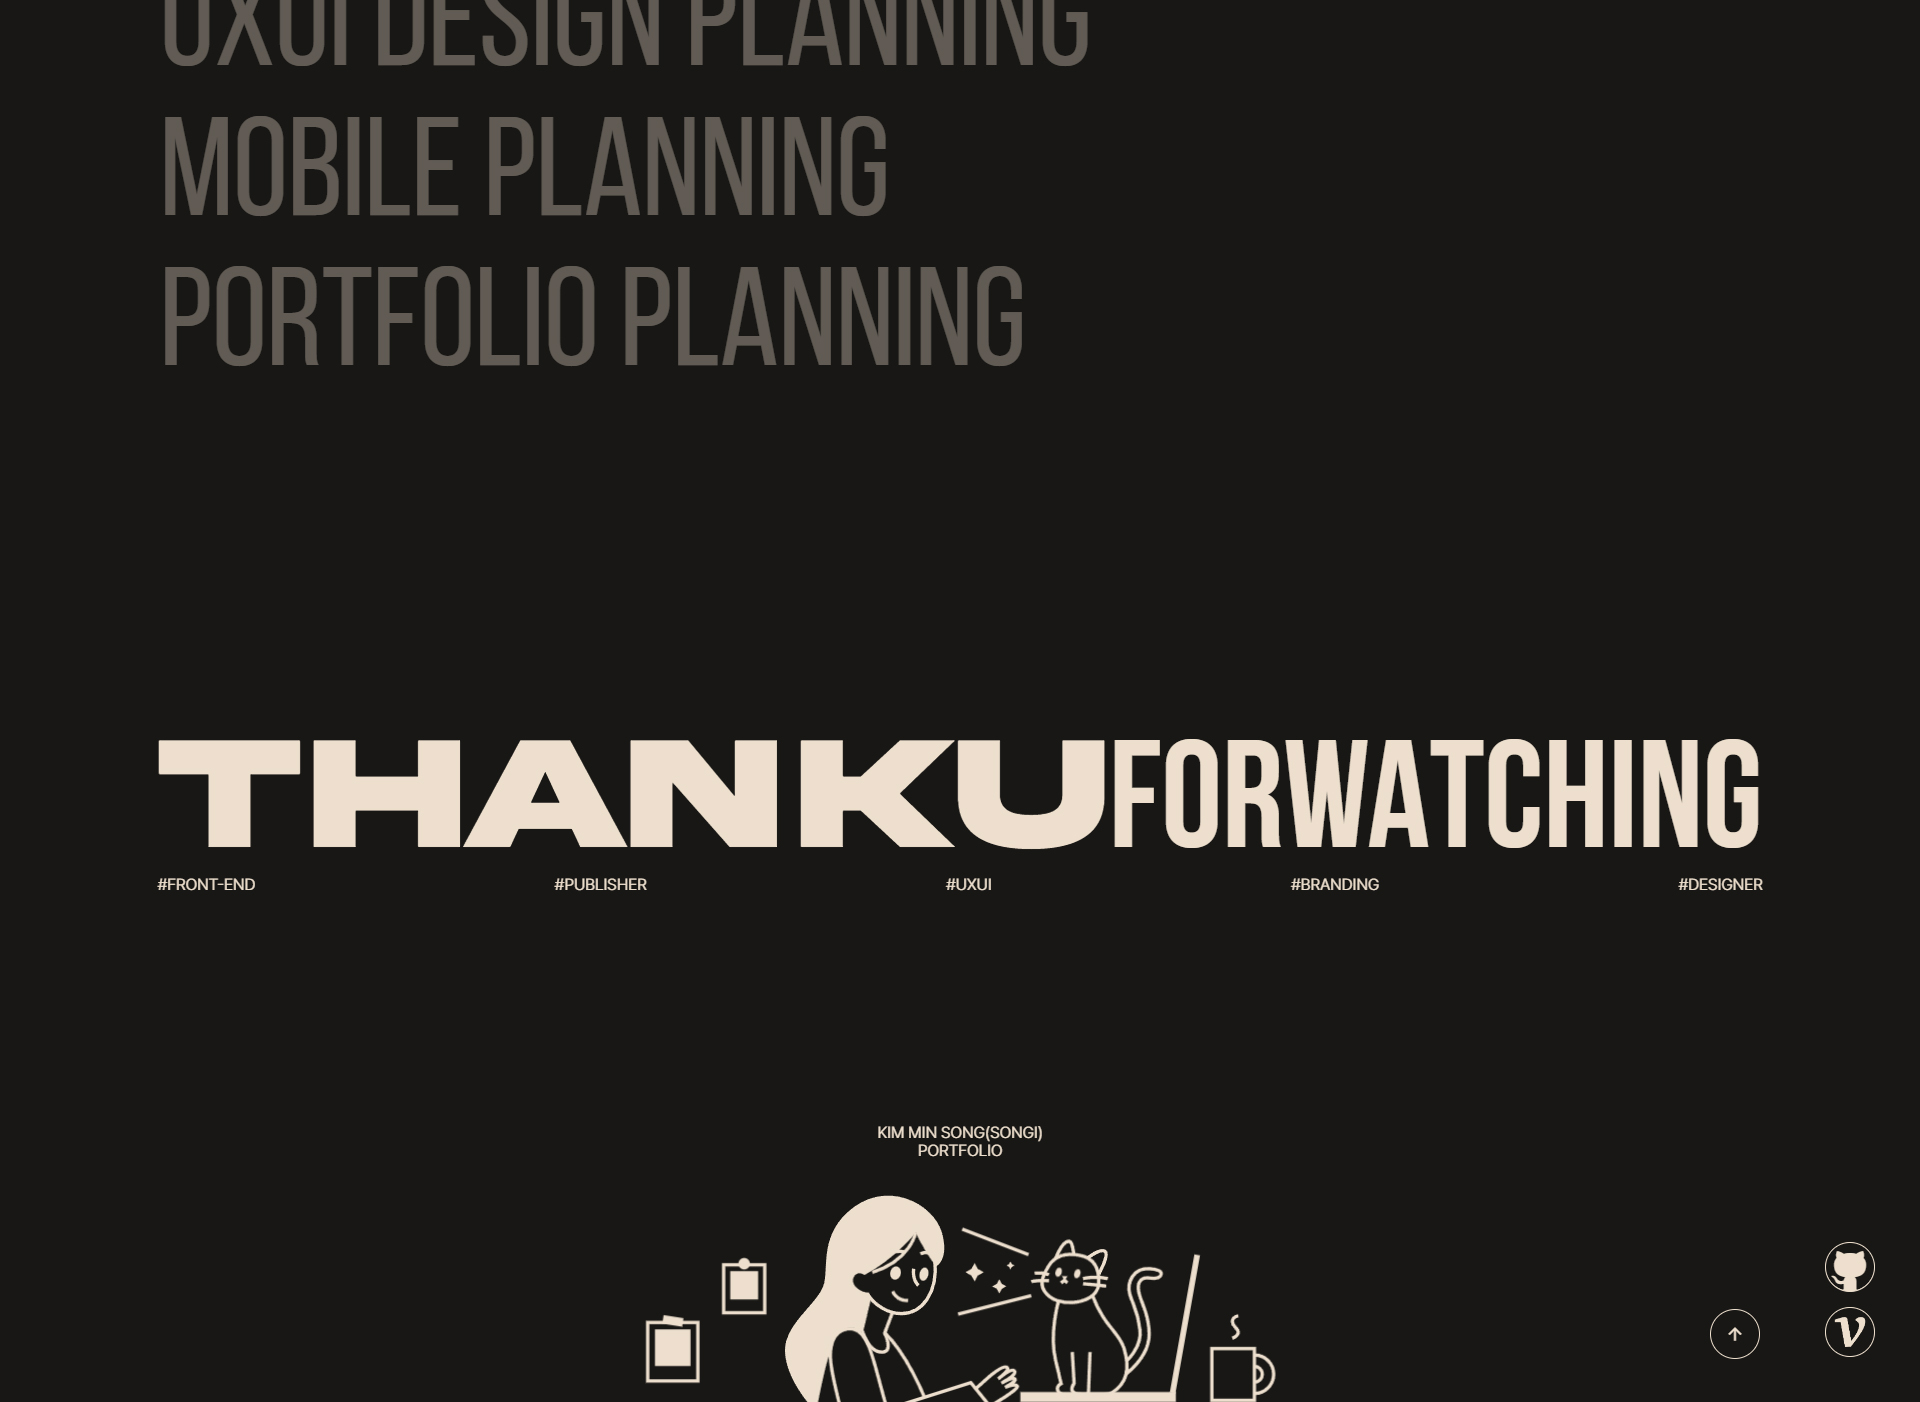 UXUI DESIGN PLANNING
MOBILE PLANNING
PORTFOLIO PLANNING
THANKUFORWATCHING
#FRONT-END #PUBLISHER #UXUI #BRANDING #DESIGNER
KIM MIN SONG(SONGI)
PORTFOLIO